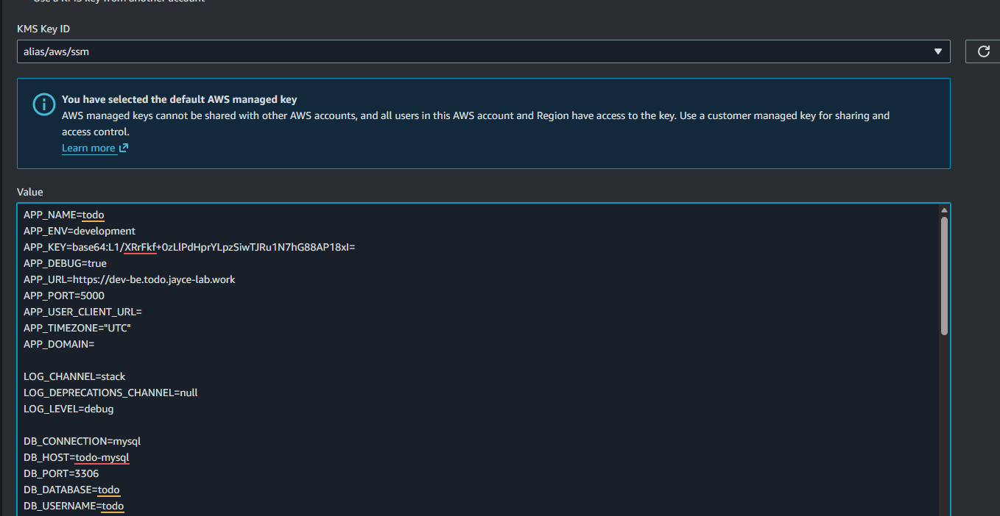 Use a KMS key from another account
KMS Key ID
alias/aws/ssm
You have selected the default AWS managed key
AWS managed keys cannot be shared with other AWS accounts, and all users in this AWS account and Region have access to the key. Use a customer managed key for sharing and
access control.
Learn more
Value
APP_NAME=todo
APP_ENV=development
APP_KEY=base64:L1/XRrFkf+0zLlPdHprYLpzSiwTJRu1N7hG88AP18xI=
APP_DEBUG=true
APP_URL=https://dev-be.todo.jayce-lab.work
APP_PORT=5000
APP_USER_CLIENT_URL=
APP_TIMEZONE="UTC"
APP_DOMAIN=
LOG_CHANNEL=stack
LOG_DEPRECATIONS_CHANNEL=null
LOG_LEVEL=debug
DB_CONNECTION=mysql
DB_HOST=todo-mysql
DB_PORT=3306
DB_DATABASE=todo
DB_USERNAME=todo